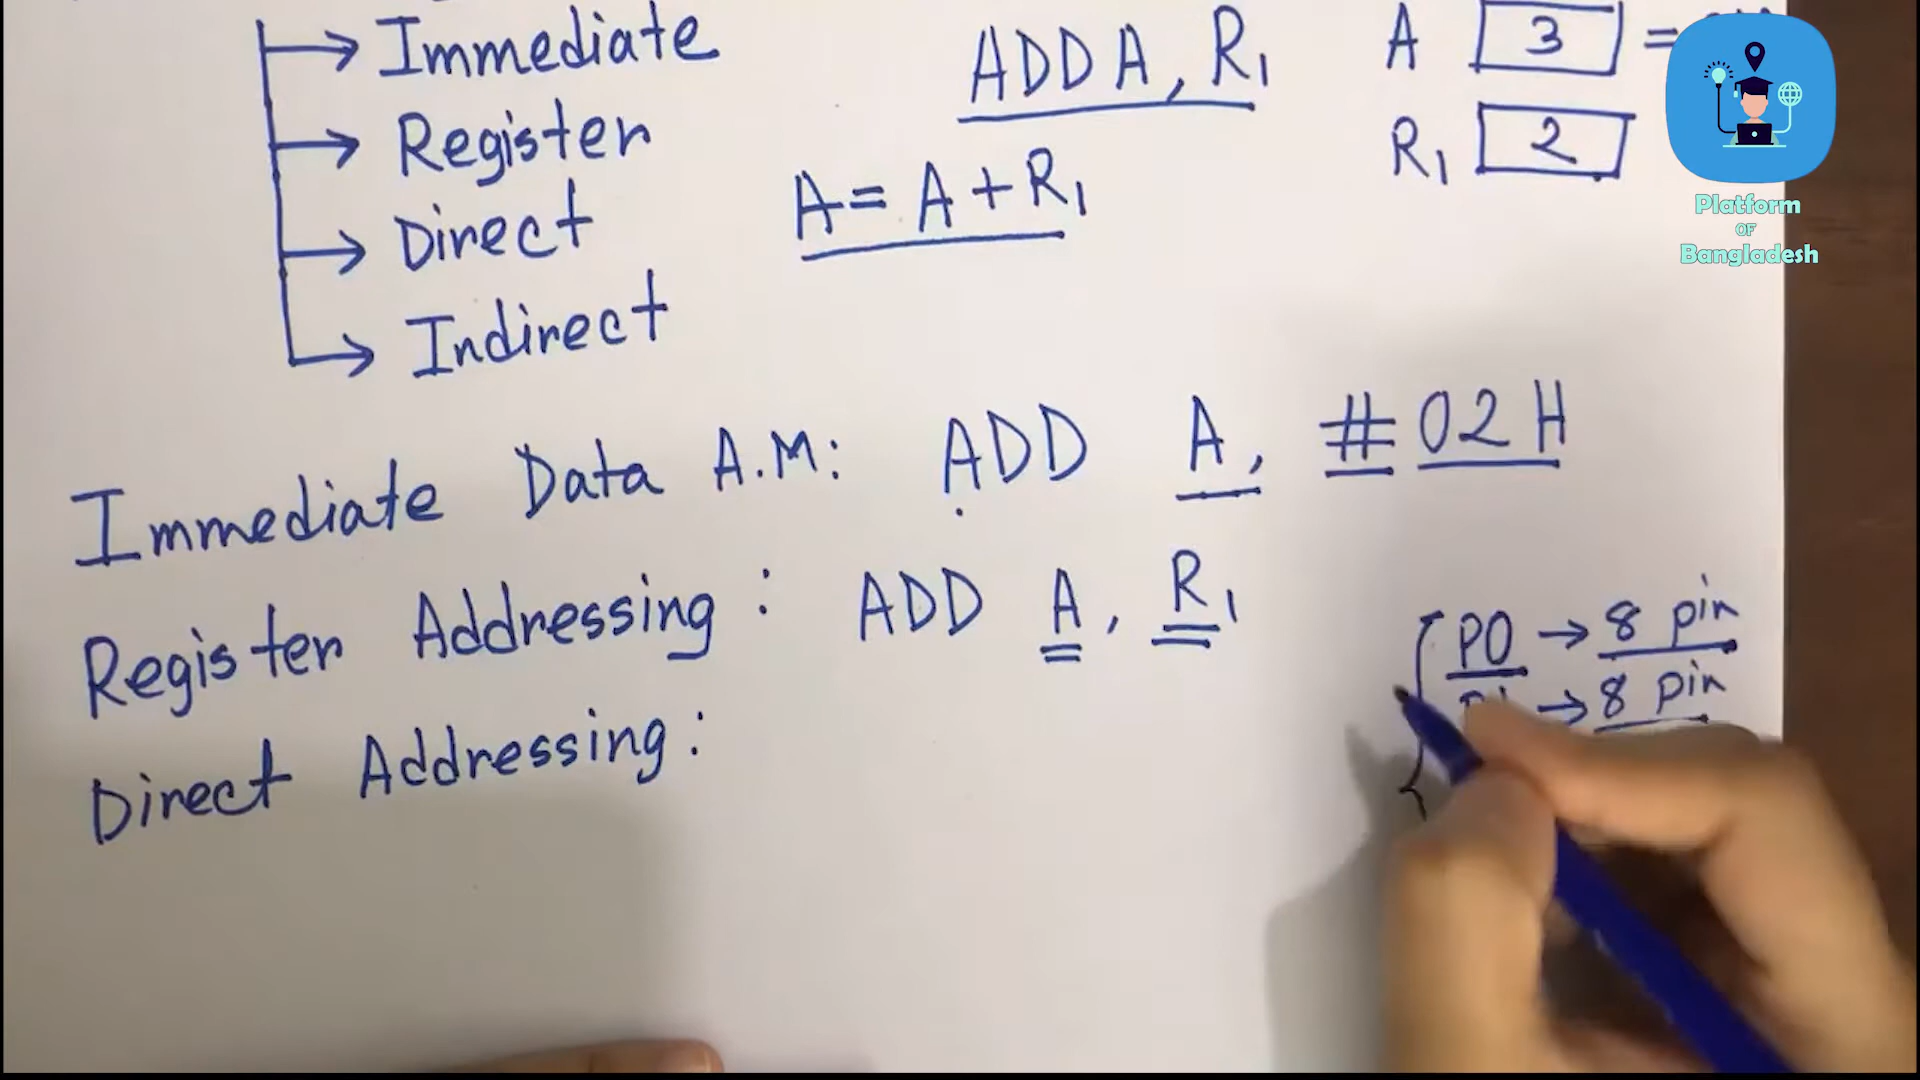 Immediate
Register
Direct
Indirect
ADD A, R1
A = A + R1
A 3 =
R1 2
Platform
OF
Bangladesh
Immediate Data A.M: ADD A, # 02 H
Register Addressing: ADD A, R1
Direct Addressing:
P0 → 8 pin
→ 8 pin